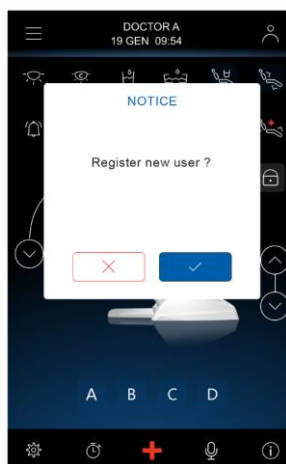 DOCTOR A
19 GEN 09:54
NOTICE
Register new user ?
A B C D